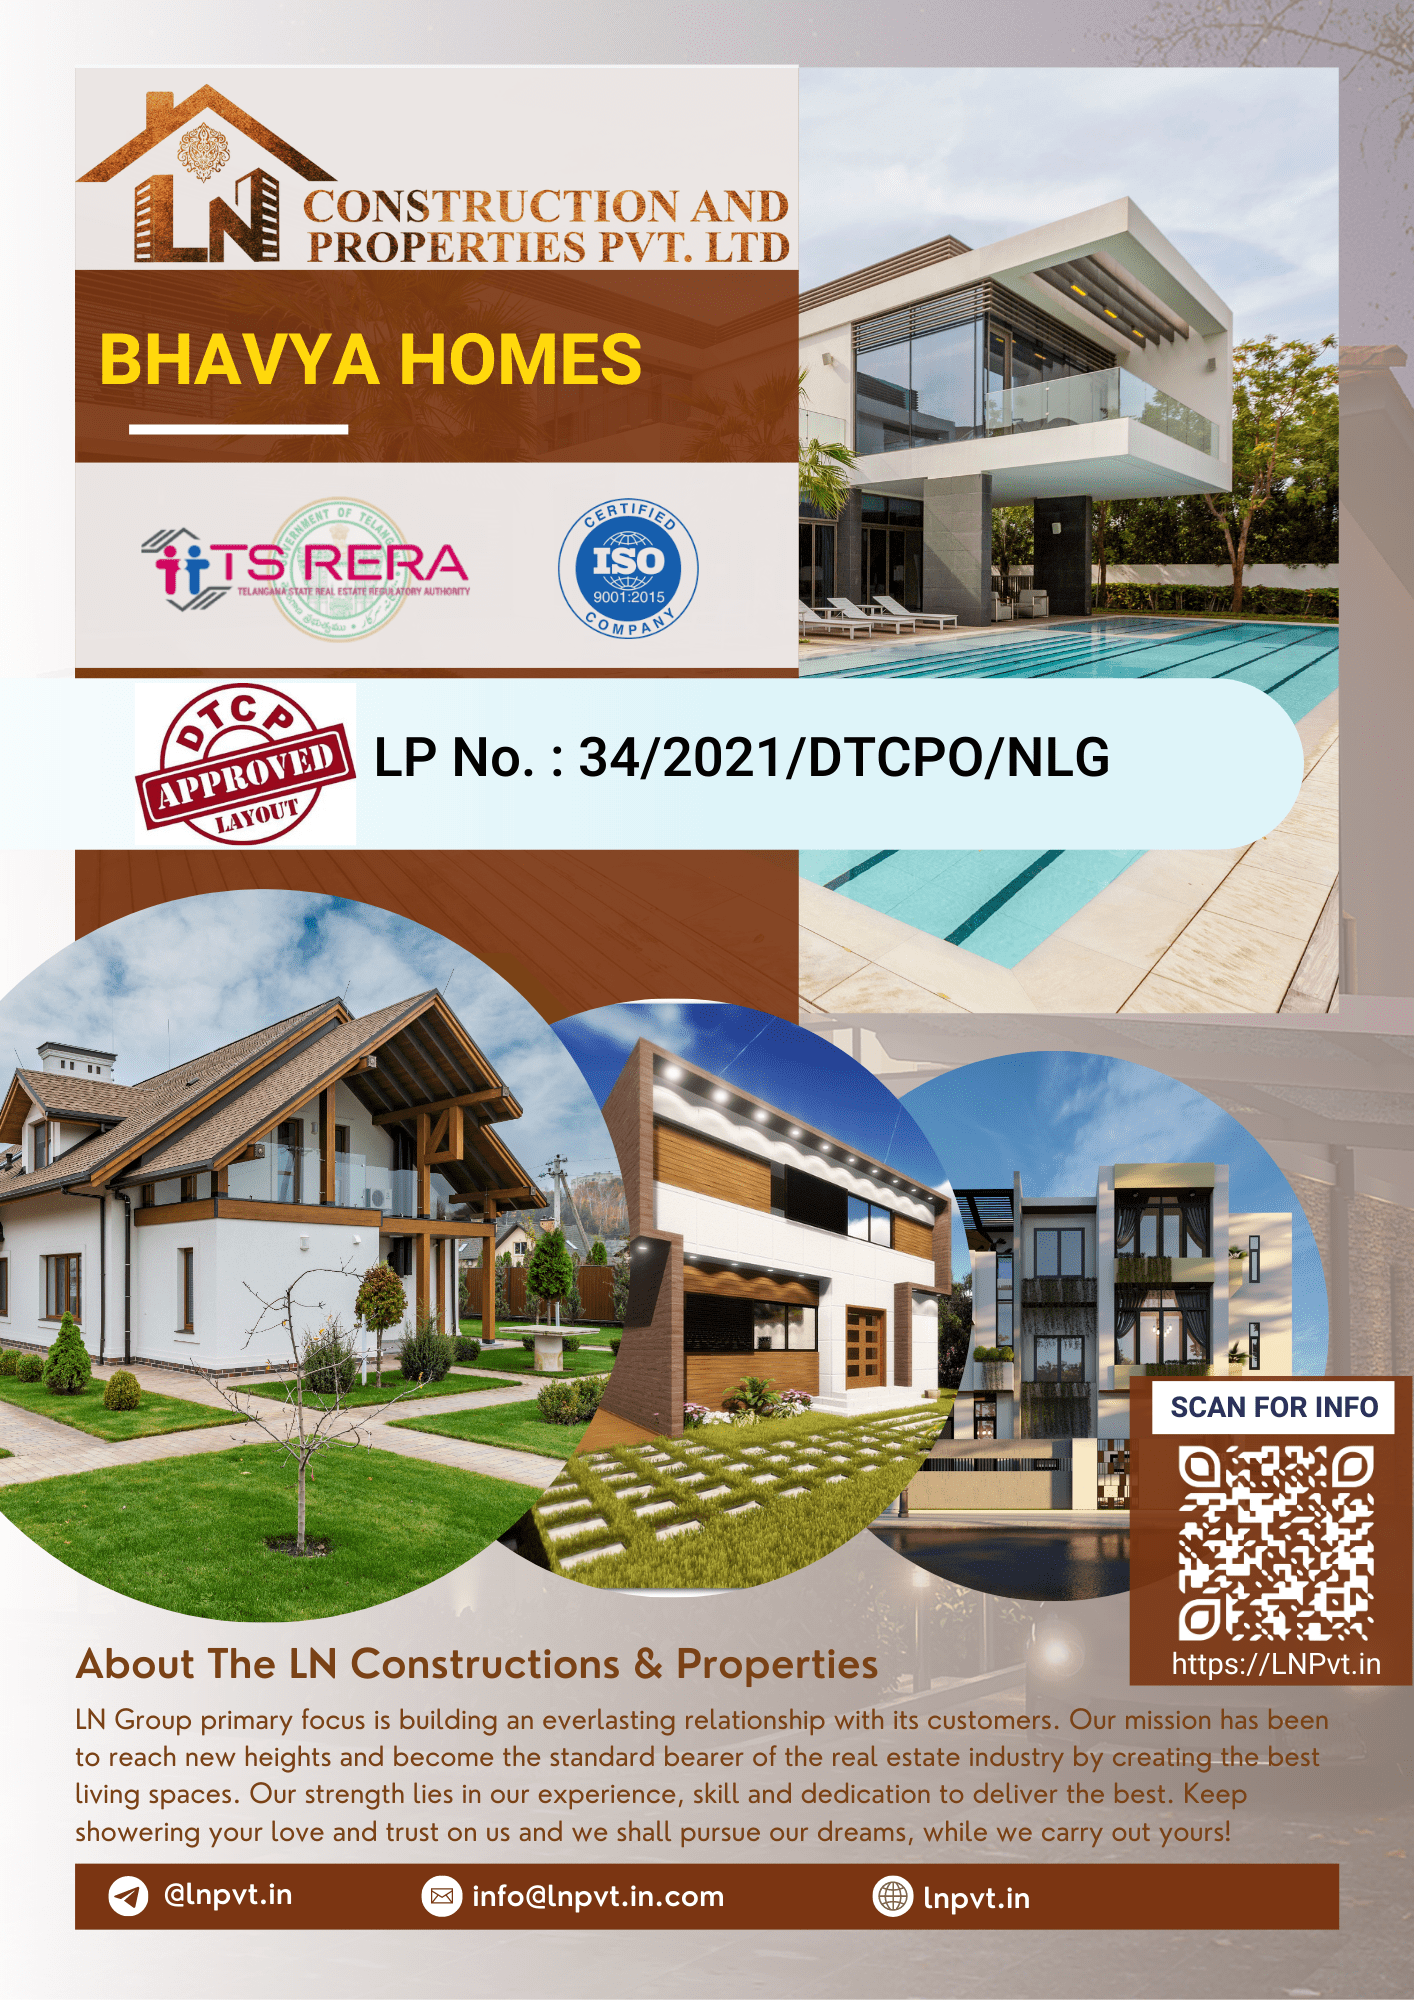 LN
CONSTRUCTION AND
PROPERTIES PVT. LTD
BHAVYA HOMES
GOVERNMENT OF TELANGANA
TS RERA
TELANGANA STATE REAL ESTATE REGULATORY AUTHORITY
CERTIFIED
ISO
9001:2015
COMPANY
DTCP
APPROVED
LAYOUT
LP No. : 34/2021/DTCPO/NLG
SCAN FOR INFO
https://LNPvt.in
About The LN Constructions & Properties
LN Group primary focus is building an everlasting relationship with its customers. Our mission has been
to reach new heights and become the standard bearer of the real estate industry by creating the best
living spaces. Our strength lies in our experience, skill and dedication to deliver the best. Keep
showering your love and trust on us and we shall pursue our dreams, while we carry out yours!
@lnpvt.in
info@lnpvt.in.com
lnpvt.in